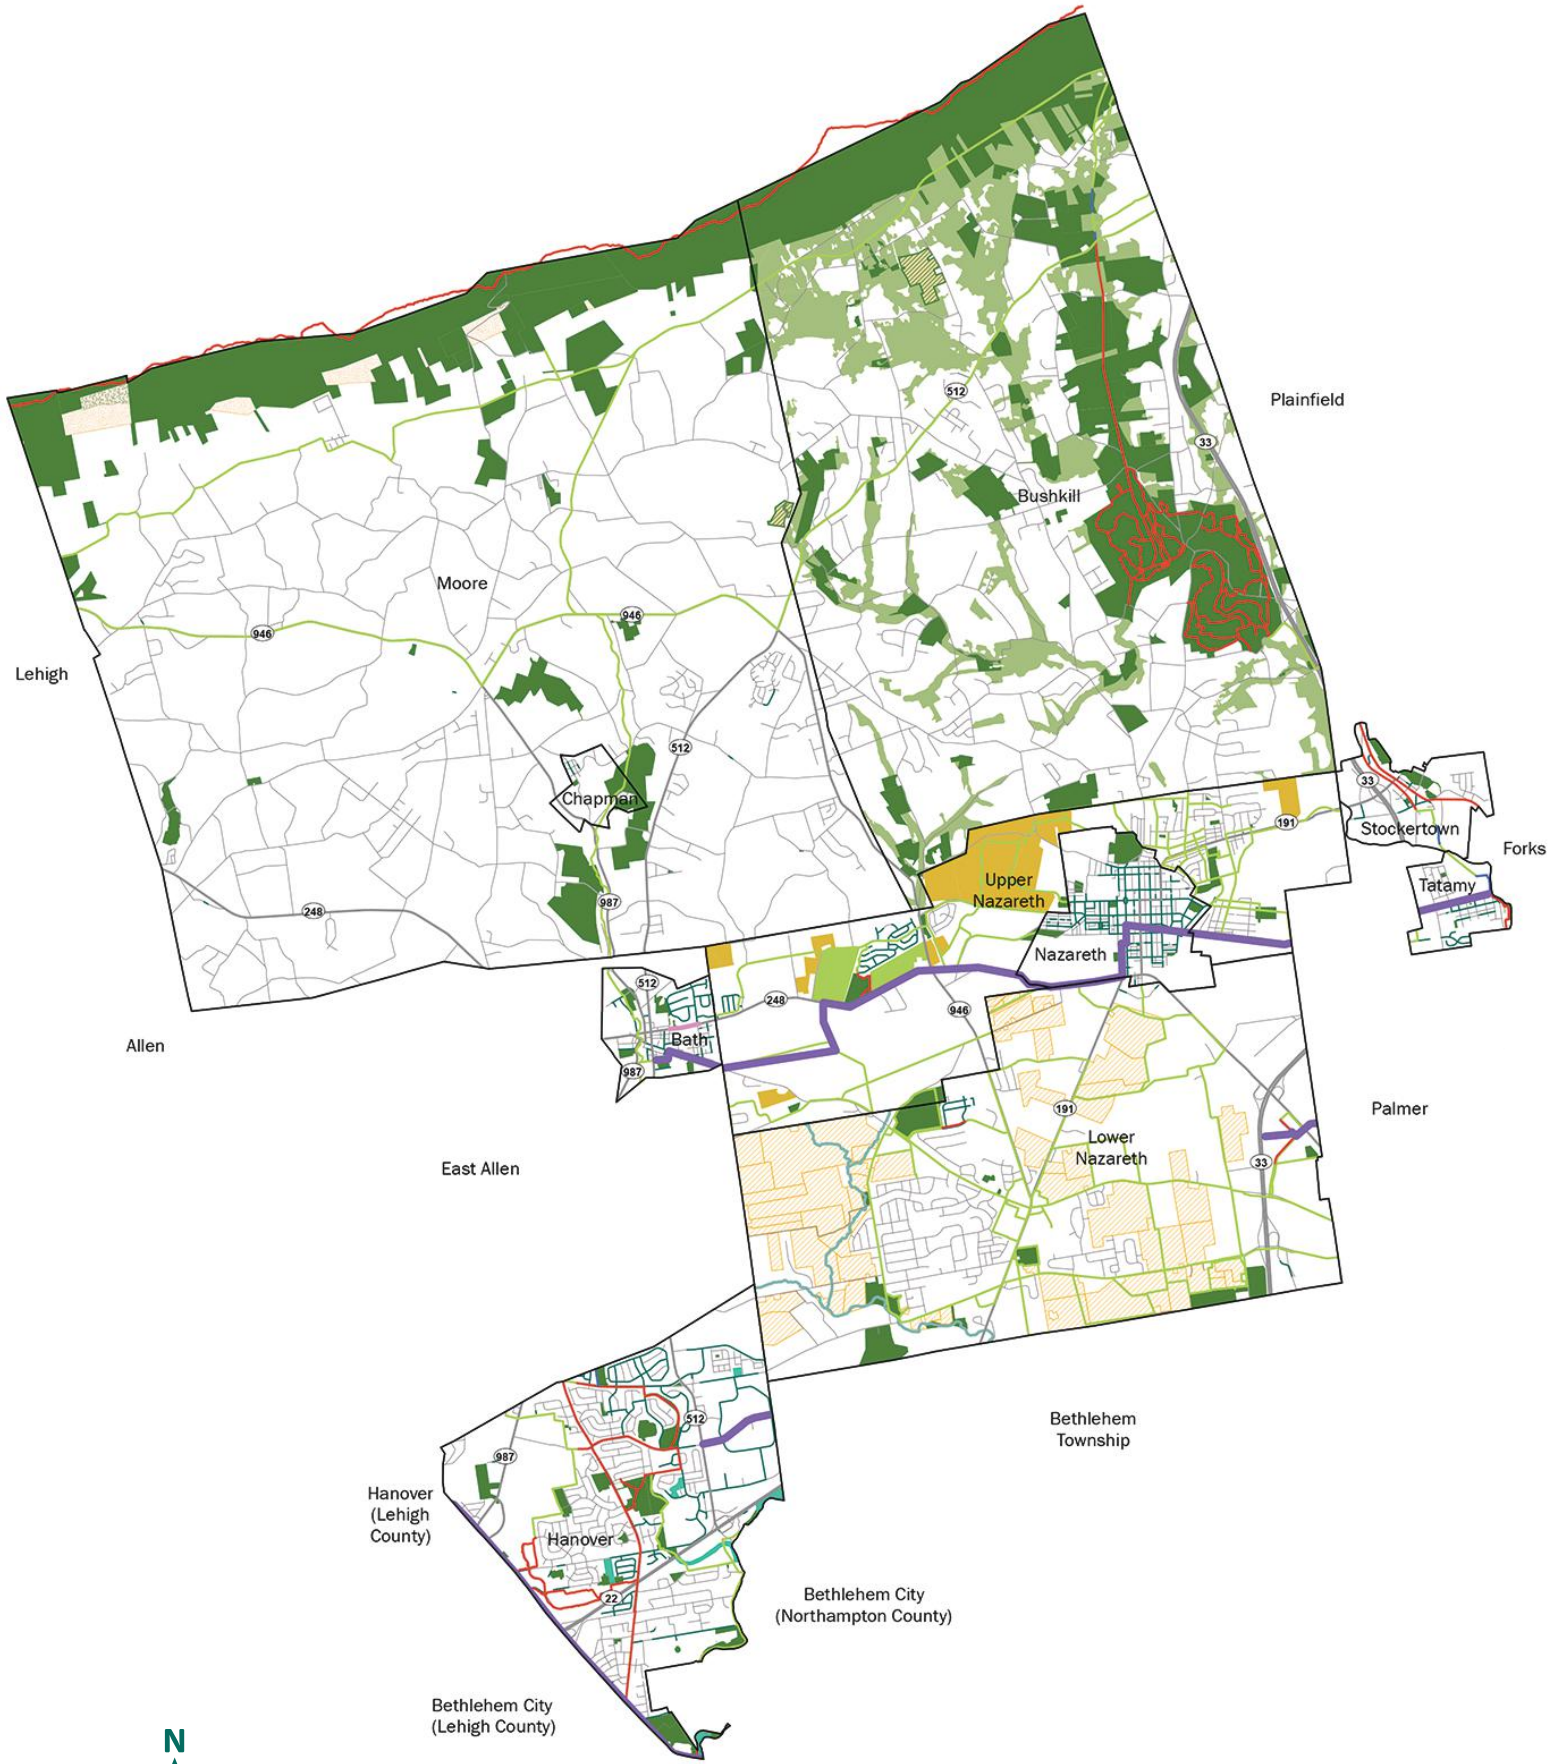 Plainfield
512
33
Bushkill
Moore
946
946
Lehigh
512
Chapman
33
Stockertown
191
Forks
Upper
Nazareth
Tatamy
987
248
Nazareth
512
248
946
Bath
Allen
987
191
Palmer
Lower
Nazareth
East Allen
33
512
Bethlehem
Township
987
Hanover
(Lehigh
County)
Hanover
22
Bethlehem City
(Northampton County)
Bethlehem City
(Lehigh County)
N